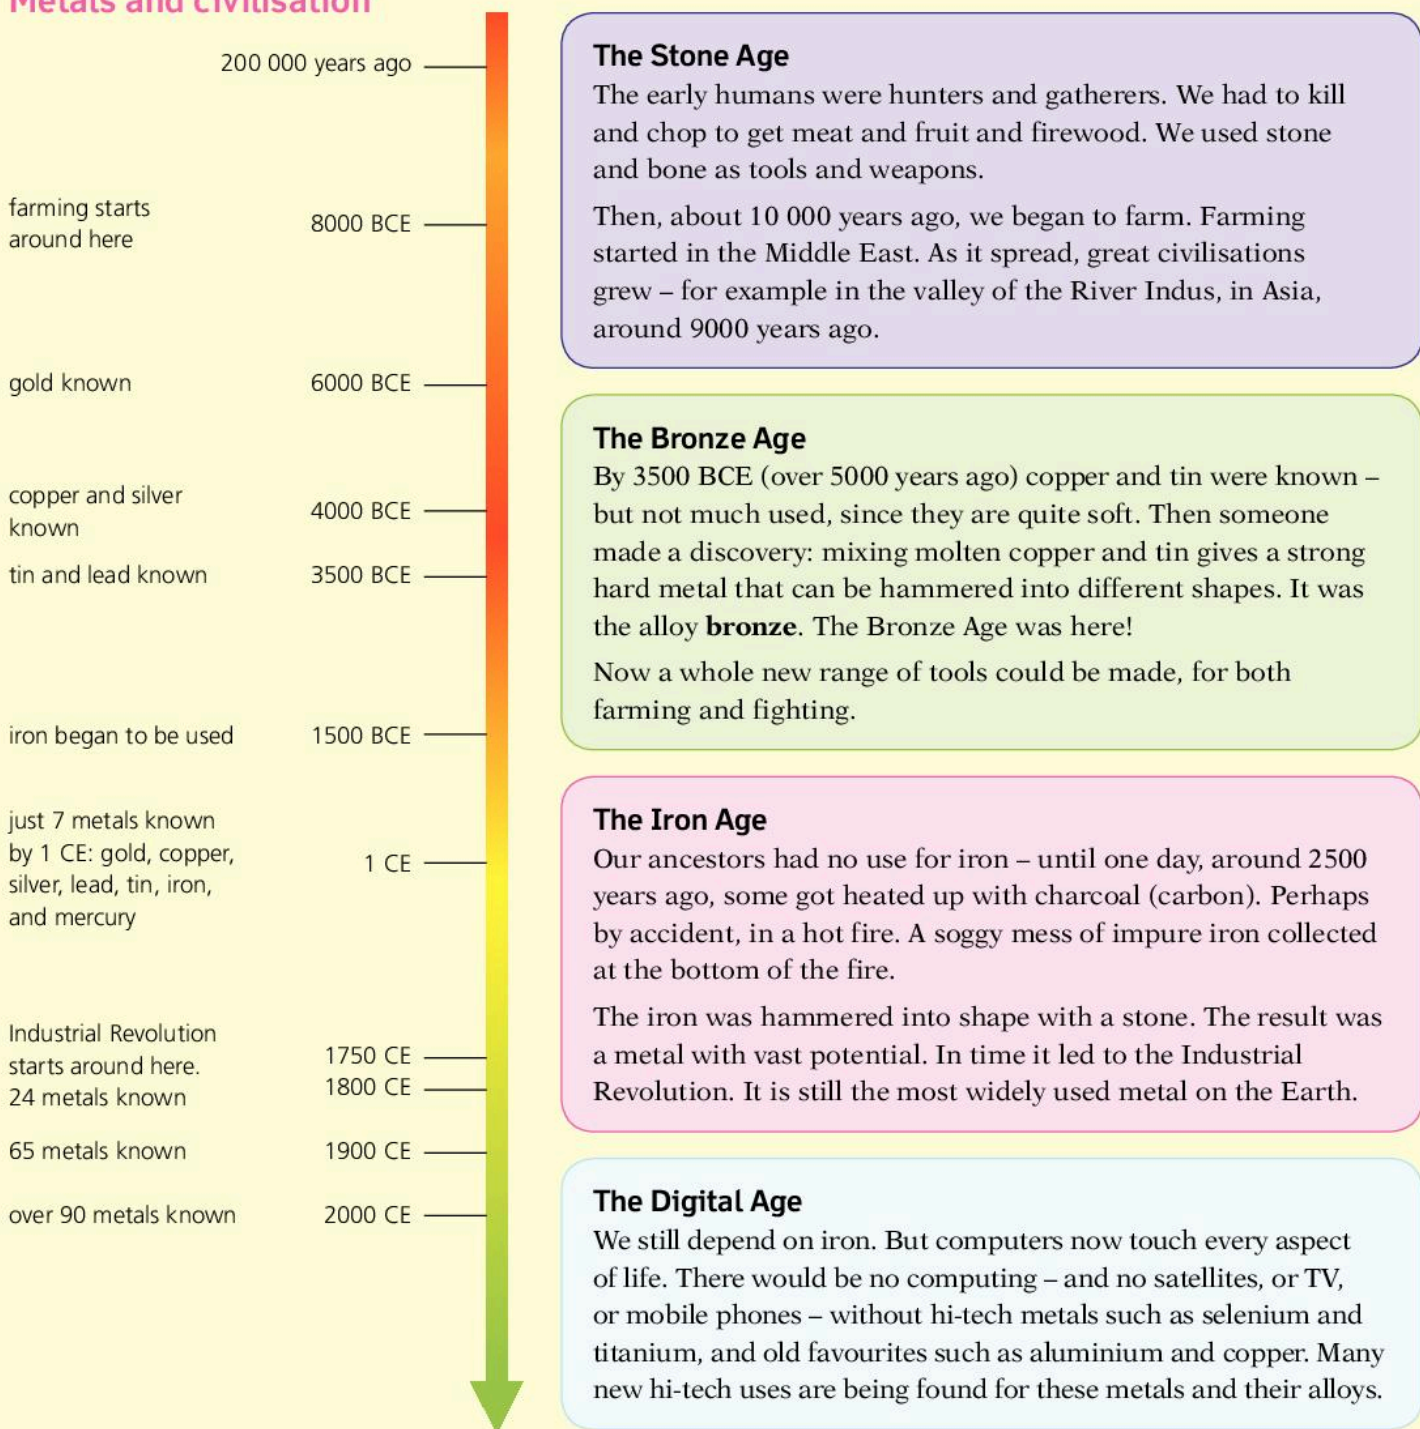 Metals and civilisation
200 000 years ago
farming starts
around here
8000 BCE
gold known
6000 BCE
copper and silver
known
4000 BCE
tin and lead known
3500 BCE
iron began to be used
1500 BCE
just 7 metals known
by 1 CE: gold, copper,
silver, lead, tin, iron,
and mercury
1 CE
Industrial Revolution
starts around here.
1750 CE
24 metals known
1800 CE
65 metals known
1900 CE
over 90 metals known
2000 CE
The Stone Age
The early humans were hunters and gatherers. We had to kill
and chop to get meat and fruit and firewood. We used stone
and bone as tools and weapons.
Then, about 10 000 years ago, we began to farm. Farming
started in the Middle East. As it spread, great civilisations
grew – for example in the valley of the River Indus, in Asia,
around 9000 years ago.
The Bronze Age
By 3500 BCE (over 5000 years ago) copper and tin were known –
but not much used, since they are quite soft. Then someone
made a discovery: mixing molten copper and tin gives a strong
hard metal that can be hammered into different shapes. It was
the alloy bronze. The Bronze Age was here!
Now a whole new range of tools could be made, for both
farming and fighting.
The Iron Age
Our ancestors had no use for iron – until one day, around 2500
years ago, some got heated up with charcoal (carbon). Perhaps
by accident, in a hot fire. A soggy mess of impure iron collected
at the bottom of the fire.
The iron was hammered into shape with a stone. The result was
a metal with vast potential. In time it led to the Industrial
Revolution. It is still the most widely used metal on the Earth.
The Digital Age
We still depend on iron. But computers now touch every aspect
of life. There would be no computing – and no satellites, or TV,
or mobile phones – without hi-tech metals such as selenium and
titanium, and old favourites such as aluminium and copper. Many
new hi-tech uses are being found for these metals and their alloys.